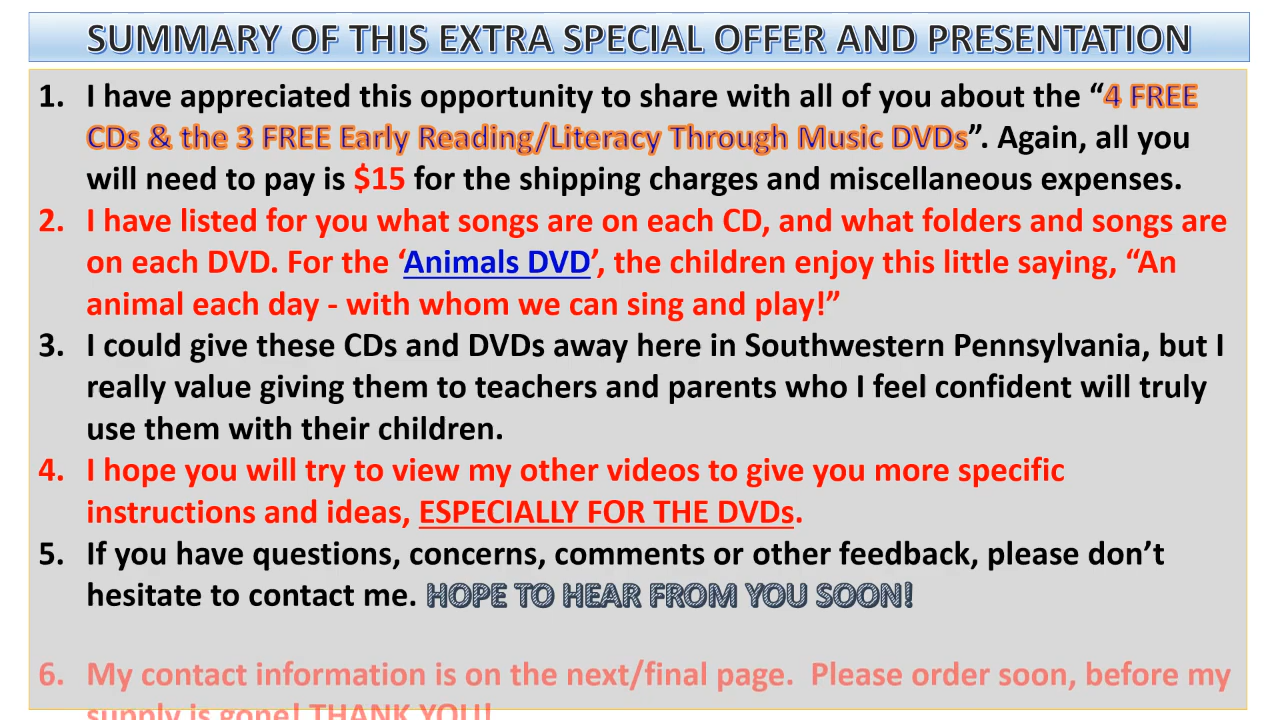 SUMMARY OF THIS EXTRA SPECIAL OFFER AND PRESENTATION
1. I have appreciated this opportunity to share with all of you about the “4 FREE
CDs & the 3 FREE Early Reading/Literacy Through Music DVDs”. Again, all you
will need to pay is $15 for the shipping charges and miscellaneous expenses.
2. I have listed for you what songs are on each CD, and what folders and songs are
on each DVD. For the ‘Animals DVD’, the children enjoy this little saying, “An
animal each day - with whom we can sing and play!”
3. I could give these CDs and DVDs away here in Southwestern Pennsylvania, but I
really value giving them to teachers and parents who I feel confident will truly
use them with their children.
4. I hope you will try to view my other videos to give you more specific
instructions and ideas, ESPECIALLY FOR THE DVDs.
5. If you have questions, concerns, comments or other feedback, please don’t
hesitate to contact me. HOPE TO HEAR FROM YOU SOON!
6. My contact information is on the next/final page.  Please order soon, before my
supply is gone! THANK YOU!